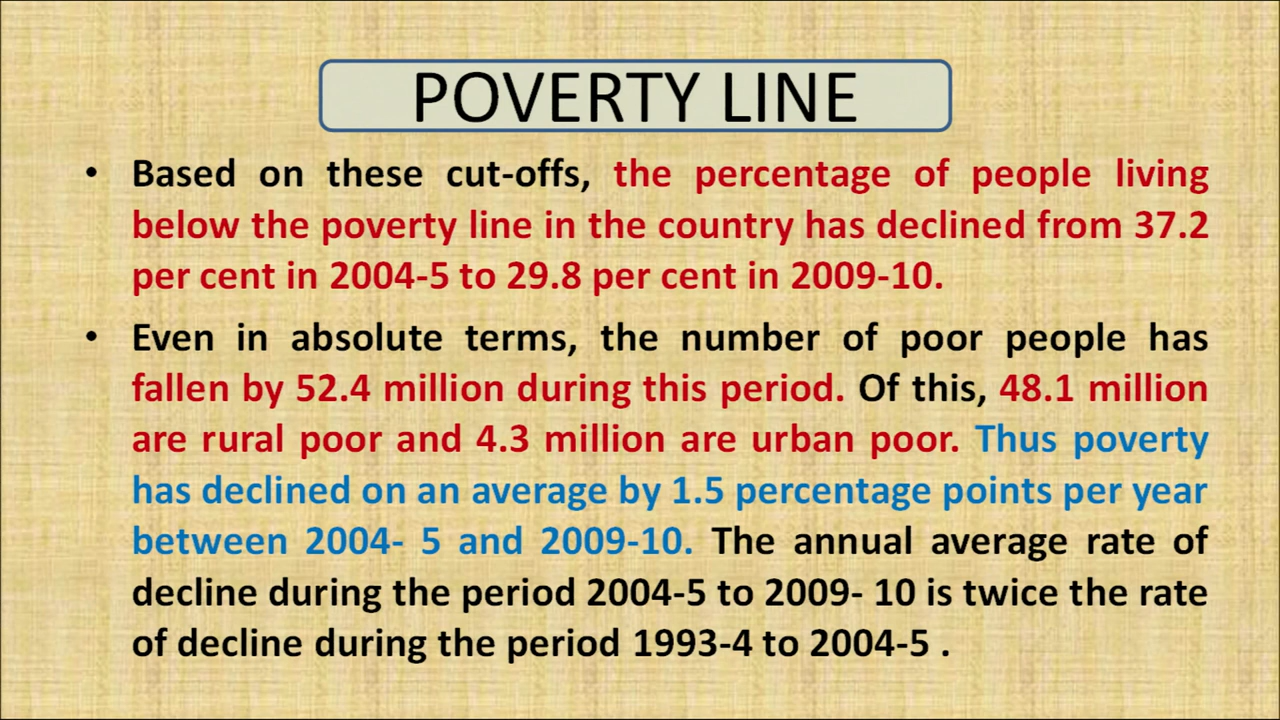 POVERTY LINE
• Based on these cut-offs, the percentage of people living
below the poverty line in the country has declined from 37.2
per cent in 2004-5 to 29.8 per cent in 2009-10.
• Even in absolute terms, the number of poor people has
fallen by 52.4 million during this period. Of this, 48.1 million
are rural poor and 4.3 million are urban poor. Thus poverty
has declined on an average by 1.5 percentage points per year
between 2004- 5 and 2009-10. The annual average rate of
decline during the period 2004-5 to 2009- 10 is twice the rate
of decline during the period 1993-4 to 2004-5 .